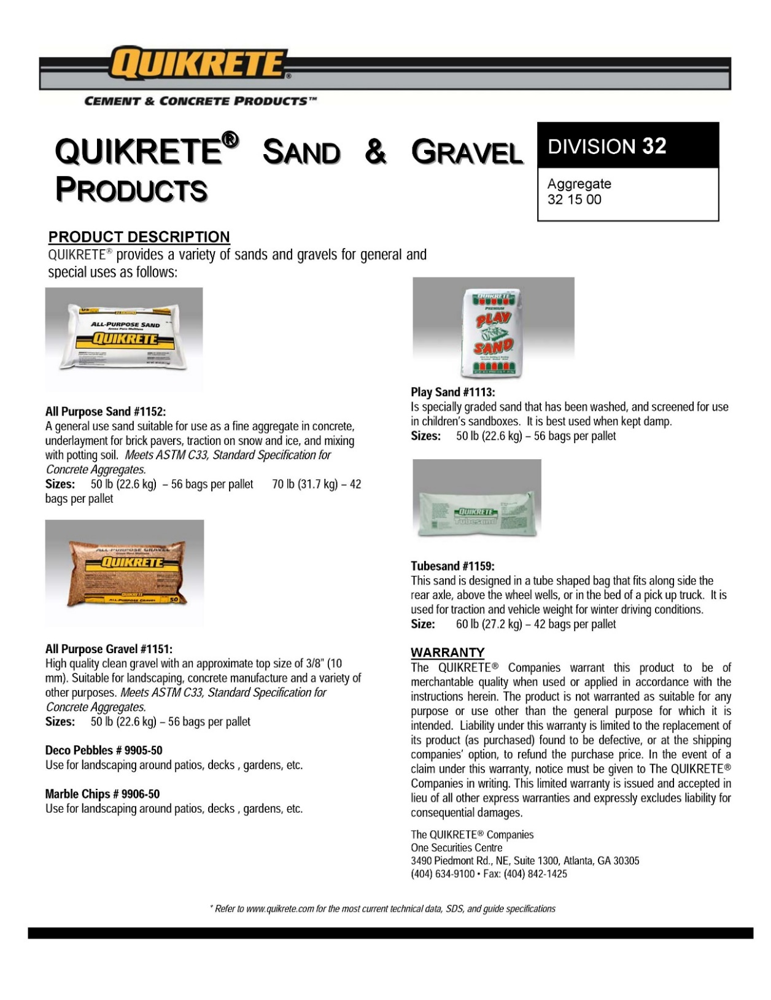 QUIKRETE®
CEMENT & CONCRETE PRODUCTS™
QUIKRETE® SAND & GRAVEL
PRODUCTS
DIVISION 32
Aggregate
32 15 00
PRODUCT DESCRIPTION
QUIKRETE® provides a variety of sands and gravels for general and
special uses as follows:
ALL-PURPOSE SAND
Arena Para Multiuso
QUIKRETE
All Purpose Sand #1152:
A general use sand suitable for use as a fine aggregate in concrete,
underlayment for brick pavers, traction on snow and ice, and mixing
with potting soil. Meets ASTM C33, Standard Specification for
Concrete Aggregates.
Sizes: 50 lb (22.6 kg) – 56 bags per pallet 70 lb (31.7 kg) – 42
bags per pallet
ALL-PURPOSE GRAVEL
QUIKRETE
QUIKRETE
ALL-PURPOSE GRAVEL 50
All Purpose Gravel #1151:
High quality clean gravel with an approximate top size of 3/8" (10
mm). Suitable for landscaping, concrete manufacture and a variety of
other purposes. Meets ASTM C33, Standard Specification for
Concrete Aggregates.
Sizes: 50 lb (22.6 kg) – 56 bags per pallet
Deco Pebbles # 9905-50
Use for landscaping around patios, decks , gardens, etc.
Marble Chips # 9906-50
Use for landscaping around patios, decks , gardens, etc.
QUIKRETE
PREMIUM
PLAY
SAND
Play Sand #1113:
Is specially graded sand that has been washed, and screened for use
in children's sandboxes. It is best used when kept damp.
Sizes: 50 lb (22.6 kg) – 56 bags per pallet
QUIKRETE
Tubesand
Tubesand #1159:
This sand is designed in a tube shaped bag that fits along side the
rear axle, above the wheel wells, or in the bed of a pick up truck. It is
used for traction and vehicle weight for winter driving conditions.
Size: 60 lb (27.2 kg) – 42 bags per pallet
WARRANTY
The QUIKRETE® Companies warrant this product to be of
merchantable quality when used or applied in accordance with the
instructions herein. The product is not warranted as suitable for any
purpose or use other than the general purpose for which it is
intended. Liability under this warranty is limited to the replacement of
its product (as purchased) found to be defective, or at the shipping
companies' option, to refund the purchase price. In the event of a
claim under this warranty, notice must be given to The QUIKRETE®
Companies in writing. This limited warranty is issued and accepted in
lieu of all other express warranties and expressly excludes liability for
consequential damages.
The QUIKRETE® Companies
One Securities Centre
3490 Piedmont Rd., NE, Suite 1300, Atlanta, GA 30305
(404) 634-9100 • Fax: (404) 842-1425
* Refer to www.quikrete.com for the most current technical data, SDS, and guide specifications